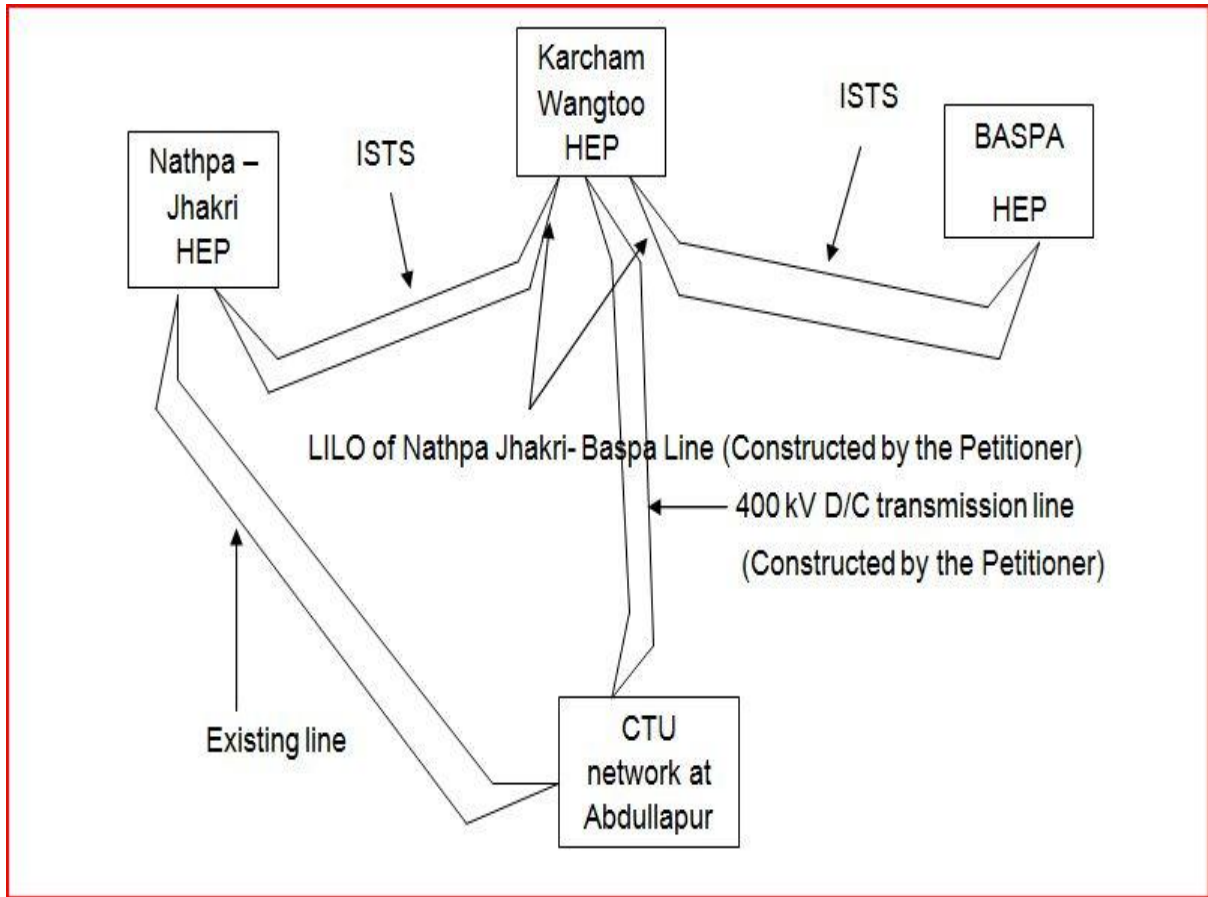 Karcham
Wangtoo
HEP
ISTS
ISTS
BASPA
HEP
Nathpa –
Jhakri
HEP
LILO of Nathpa Jhakri- Baspa Line (Constructed by the Petitioner)
400 kV D/C transmission line
(Constructed by the Petitioner)
Existing line
CTU
network at
Abdullapur